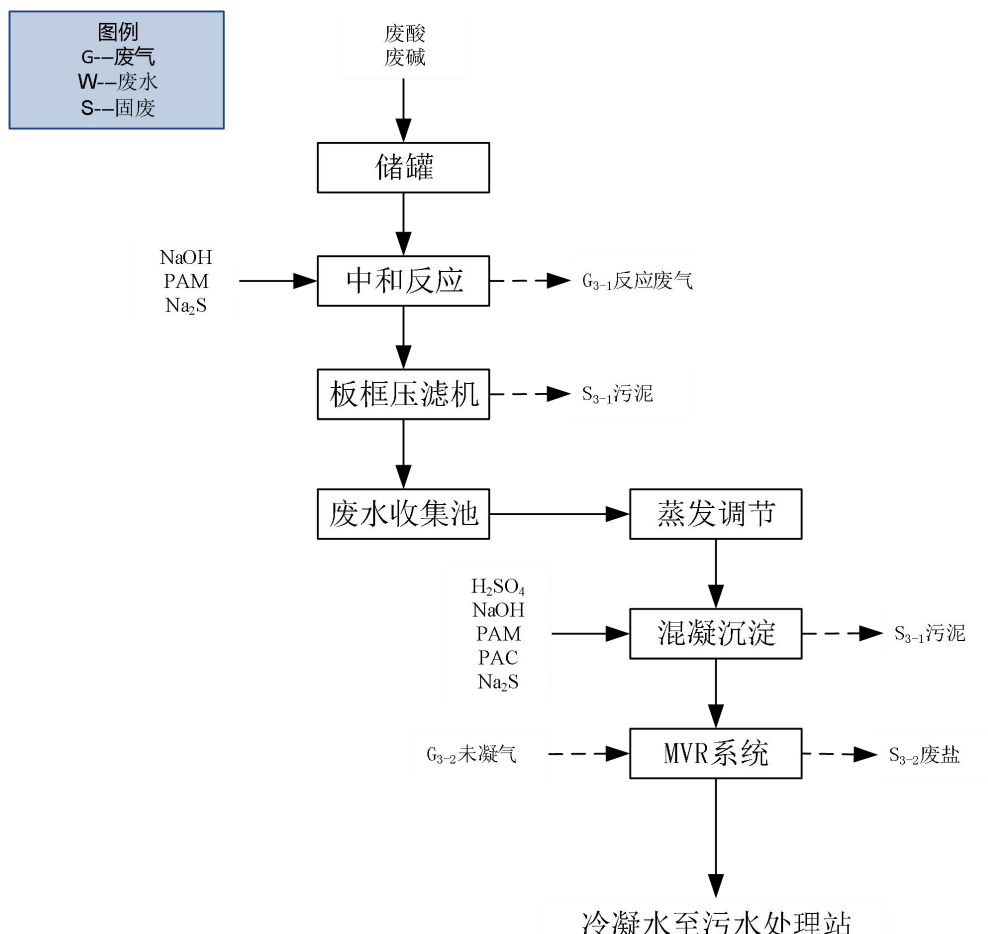 图例
G---废气
W---废水
S---固废
废酸
废碱
储罐
NaOH
PAM
Na₂S
中和反应
G₃₋₁反应废气
板框压滤机
S₃₋₁污泥
废水收集池
蒸发调节
H₂SO₄
NaOH
PAM
PAC
Na₂S
混凝沉淀
S₃₋₁污泥
G₃₋₂未凝气
MVR系统
S₃₋₂废盐
冷凝水至污水处理站